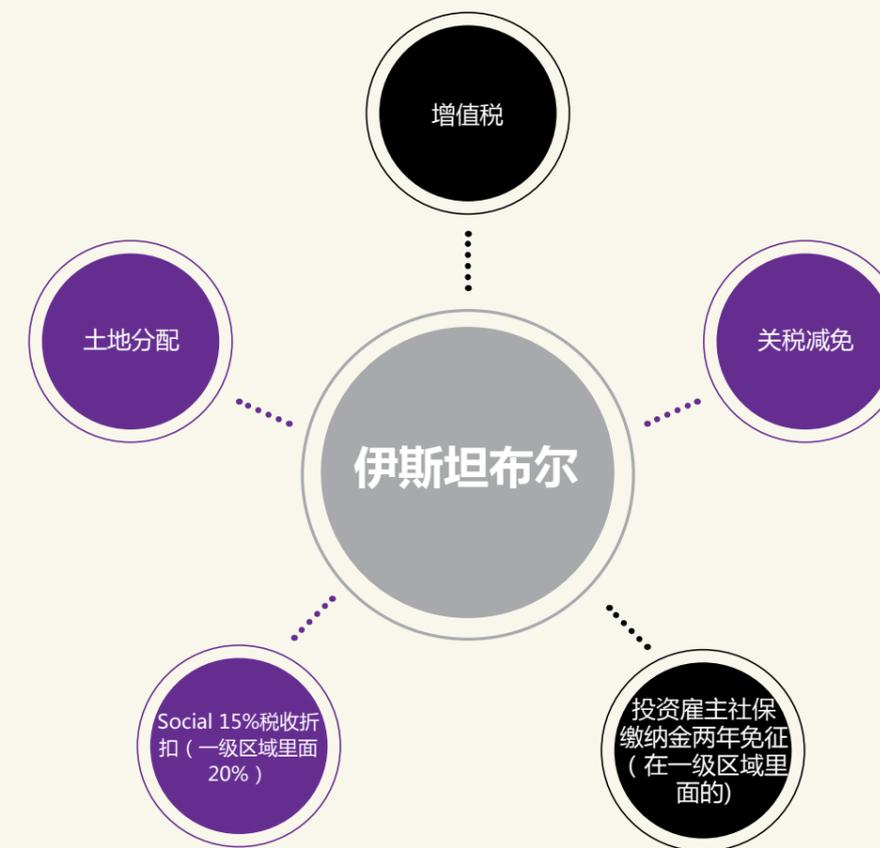 增值税
土地分配
关税减免
伊斯坦布尔
Social 15%税收折
扣（一级区域里面
20%）
投资雇主社保
缴纳金两年免征
（在一级区域里
面的)